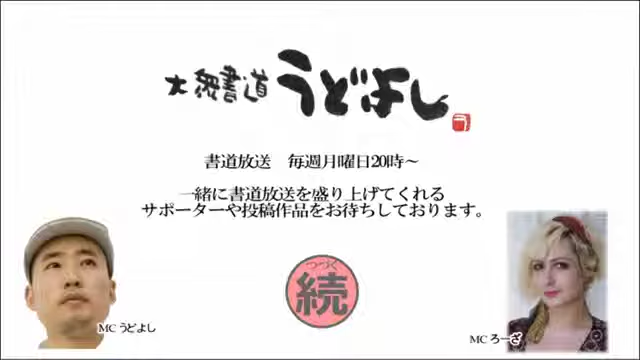 大衆書道 うどよし
う
書道放送　毎週月曜日20時～
一緒に書道放送を盛り上げてくれる
サポーターや投稿作品をお待ちしております。
つづく
続
MC うどよし
MC ろーざ